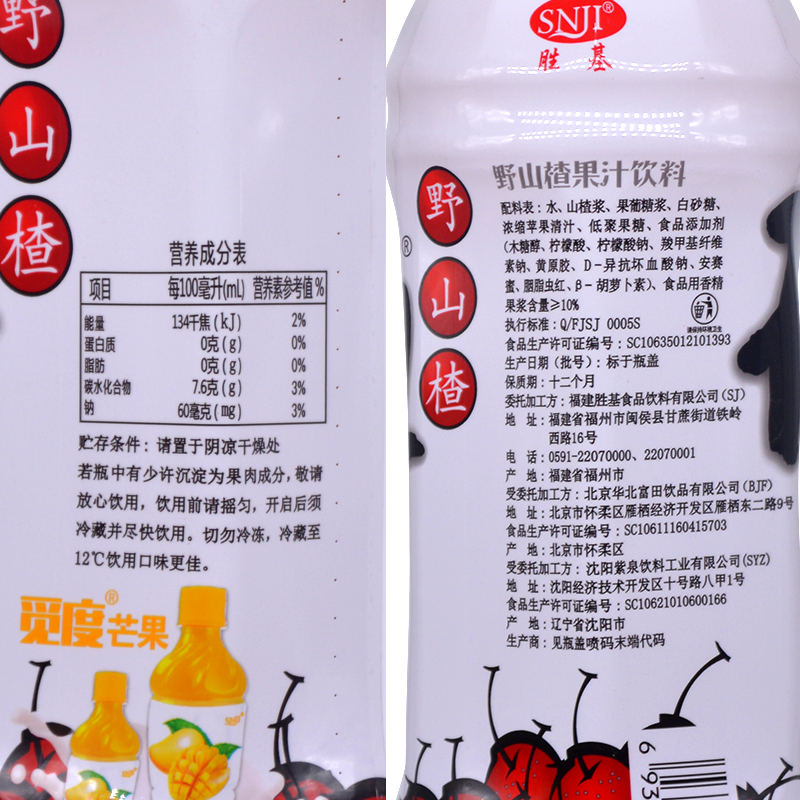 野
山
楂
营养成分表
项目 每100毫升(mL) 营养素参考值%
能量 134千焦(kJ) 2%
蛋白质 0克(g) 0%
脂肪 0克(g) 0%
碳水化合物 7.6克(g) 3%
钠 60毫克(mg) 3%
贮存条件：请置于阴凉干燥处
若瓶中有少许沉淀为果肉成分,敬请
放心饮用，饮用前请摇匀，开启后须
冷藏并尽快饮用。切勿冷冻，冷藏至
12℃饮用口味更佳。
觅度®芒果
SNJI
SNJI®
胜基
野
山
楂
®
野山楂果汁饮料
配料表：水、山楂浆、果葡糖浆、白砂糖、
浓缩苹果清汁、低聚果糖、食品添加剂
(木糖醇、柠檬酸、柠檬酸钠、羧甲基纤维
素钠、黄原胶、D-异抗坏血酸钠、安赛
蜜、胭脂虫红、β-胡萝卜素)、食品用香精
果浆含量≥10%
请保持环境卫生
执行标准：Q/FJSJ 0005S
食品生产许可证编号：SC10635012101393
生产日期（批号）：标于瓶盖
保质期：十二个月
委托加工方：福建胜基食品饮料有限公司(SJ)
地 址：福建省福州市闽侯县甘蔗街道铁岭
西路16号
电 话：0591-22070000、22070001
产 地：福建省福州市
受委托加工方：北京华北富田饮品有限公司(BJF)
地 址：北京市怀柔区雁栖经济开发区雁栖东二路9号
食品生产许可证编号：SC10611160415703
产 地：北京市怀柔区
受委托加工方：沈阳紫泉饮料工业有限公司(SYZ)
地 址：沈阳经济技术开发区十号路八甲1号
食品生产许可证编号：SC10621010600166
产 地：辽宁省沈阳市
生产商：见瓶盖喷码末端代码
6 93